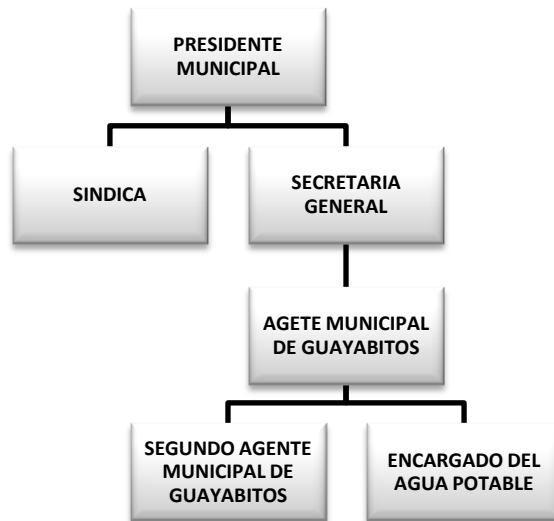 PRESIDENTE
MUNICIPAL
SINDICA
SECRETARIA
GENERAL
AGETE MUNICIPAL
DE GUAYABITOS
SEGUNDO AGENTE
MUNICIPAL DE
GUAYABITOS
ENCARGADO DEL
AGUA POTABLE